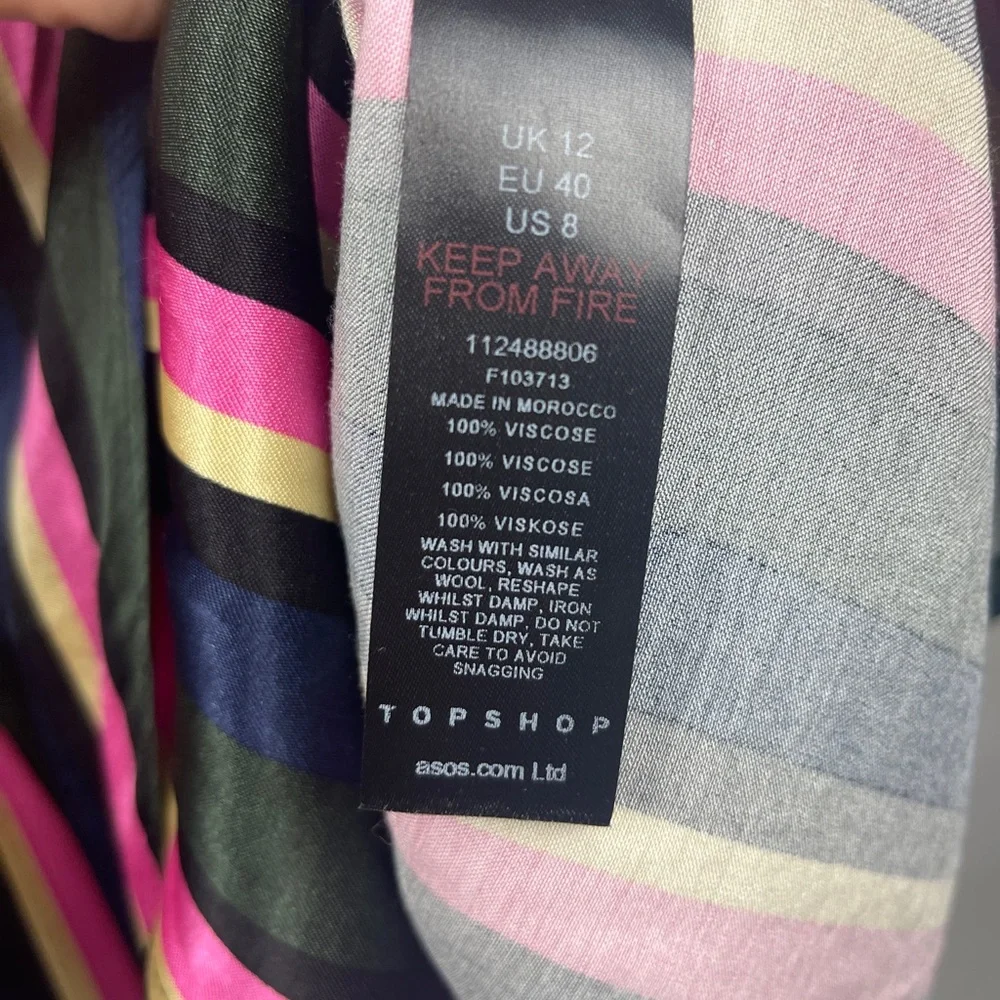 UK 12
EU 40
US 8
KEEP AWAY
FROM FIRE
112488806
F103713
MADE IN MOROCCO
100% VISCOSE
100% VISCOSE
100% VISCOSA
100% VISKOSE
WASH WITH SIMILAR
COLOURS, WASH AS
WOOL, RESHAPE
WHILST DAMP, IRON
WHILST DAMP, DO NOT
TUMBLE DRY, TAKE
CARE TO AVOID
SNAGGING
TOPSHOP
asos.com Ltd